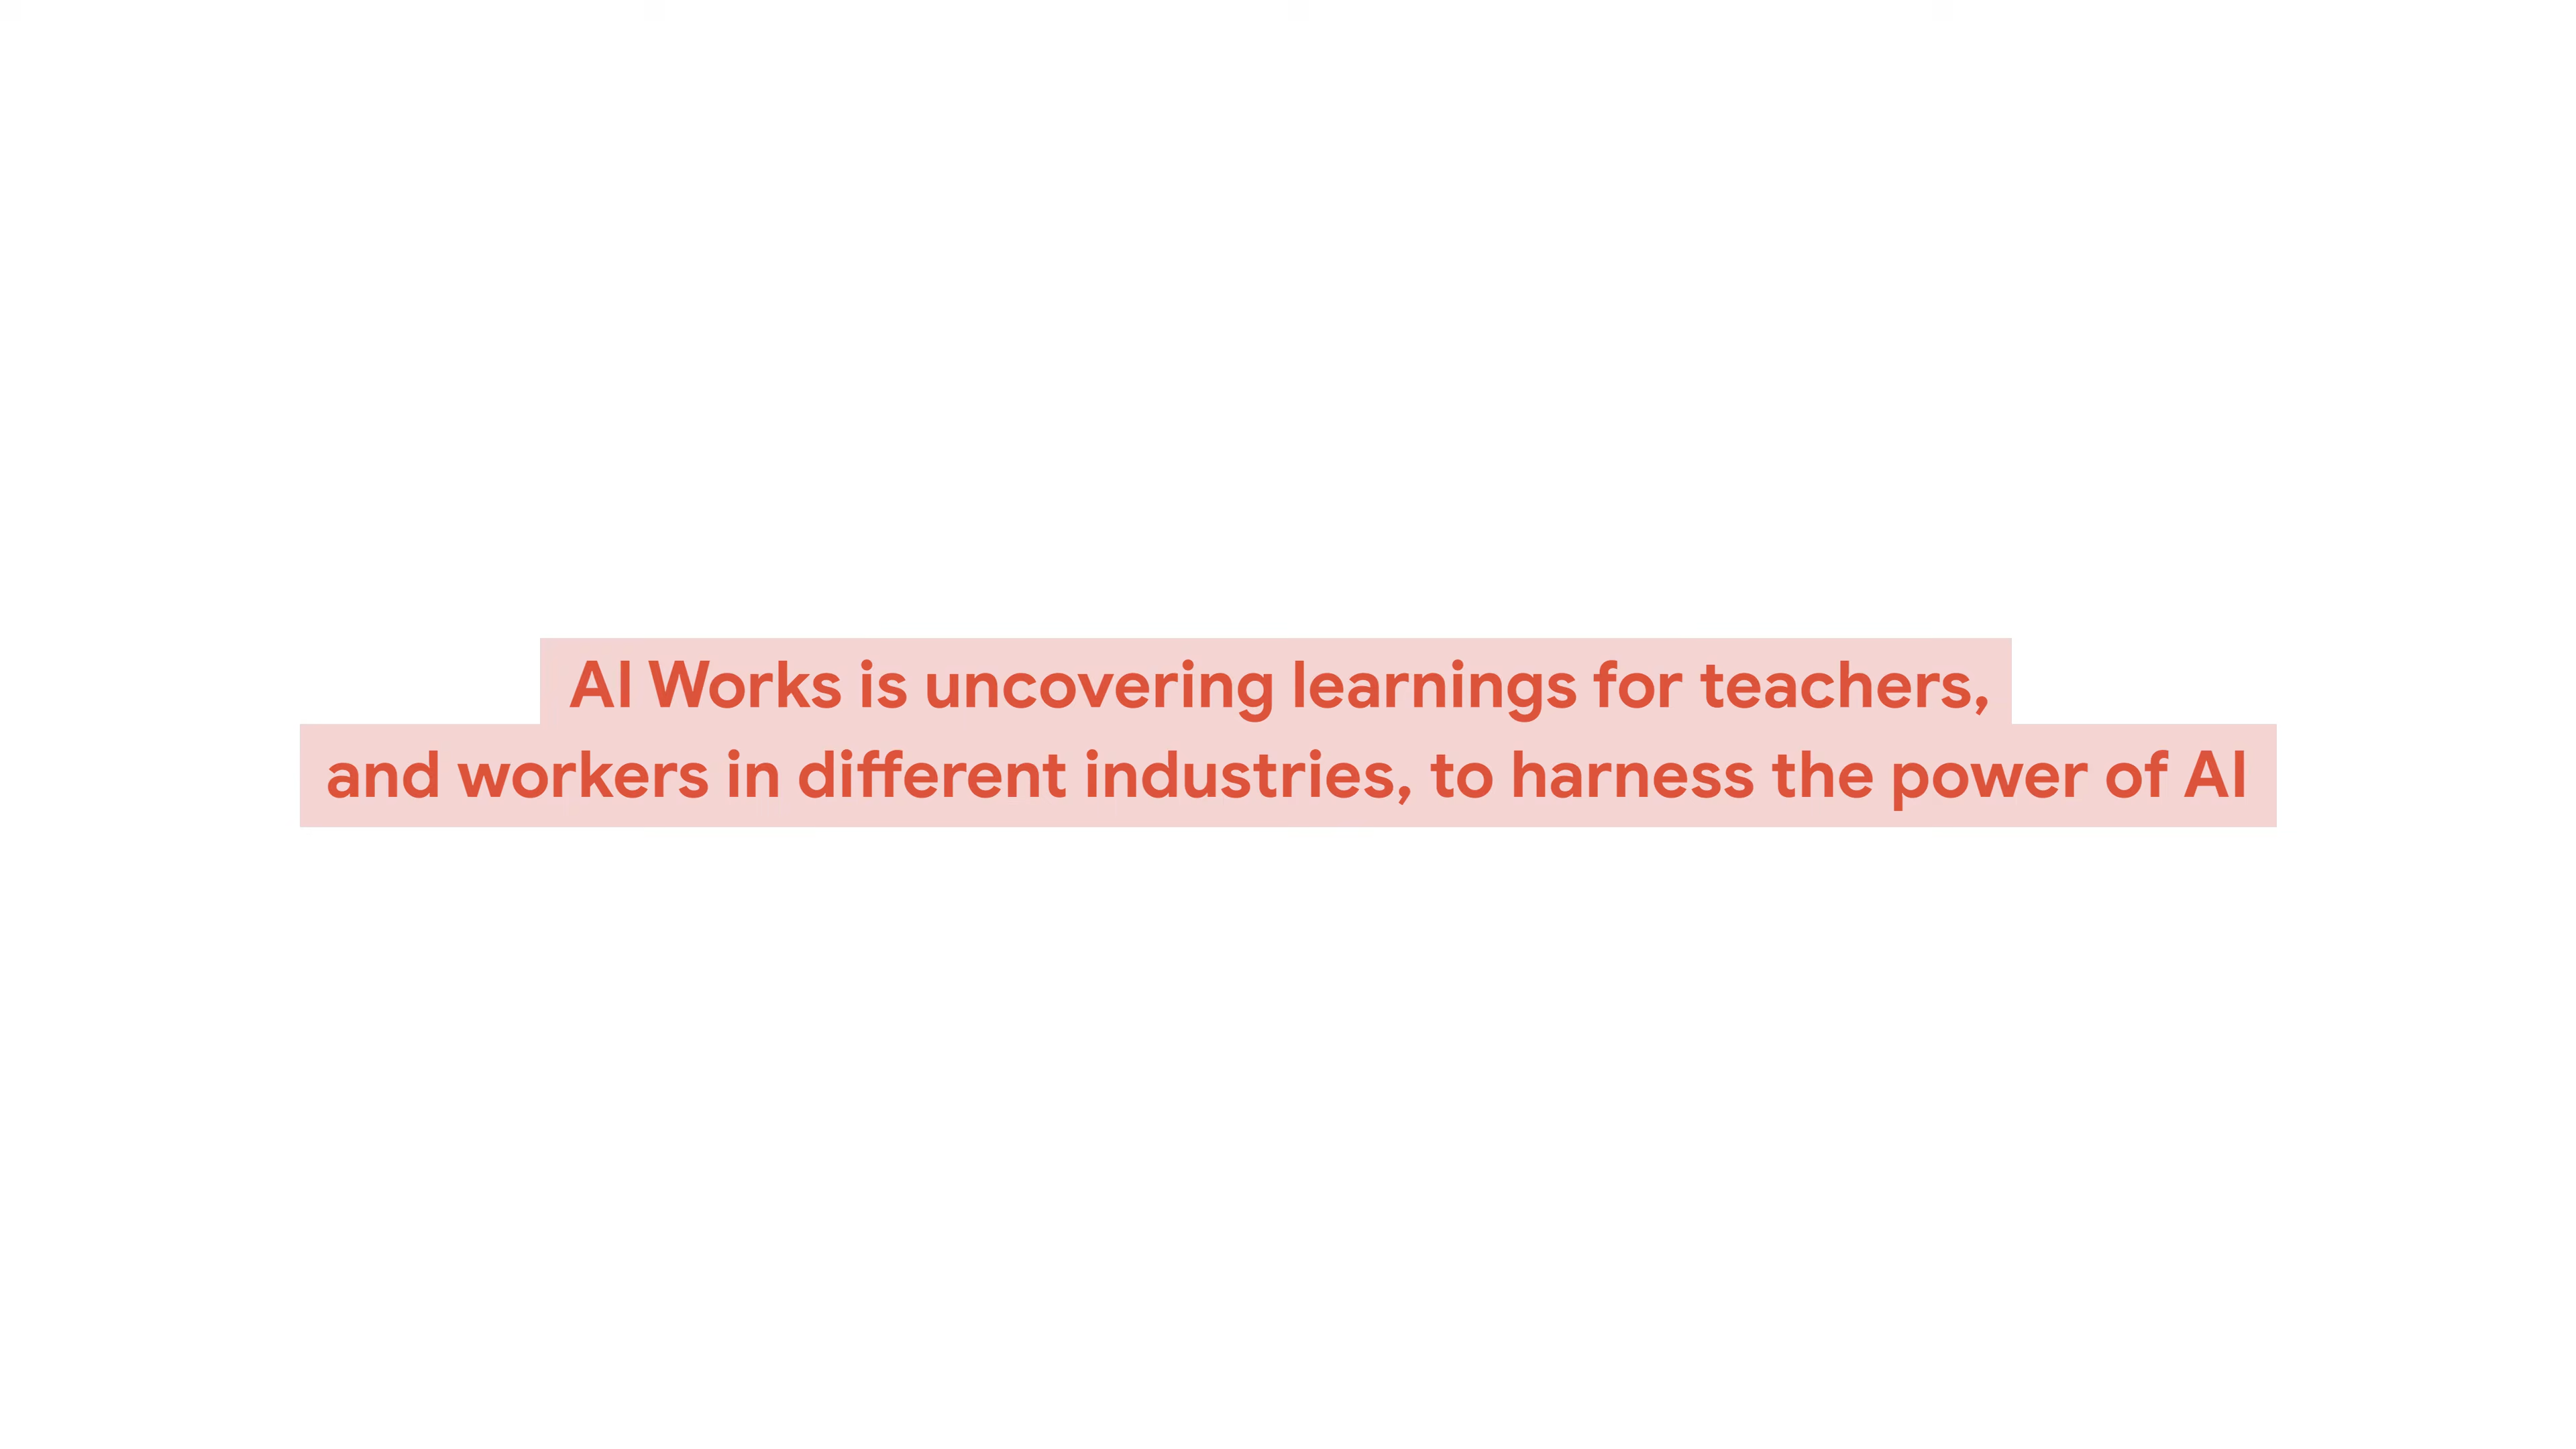 AI Works is uncovering learnings for teachers,
and workers in different industries, to harness the power of AI